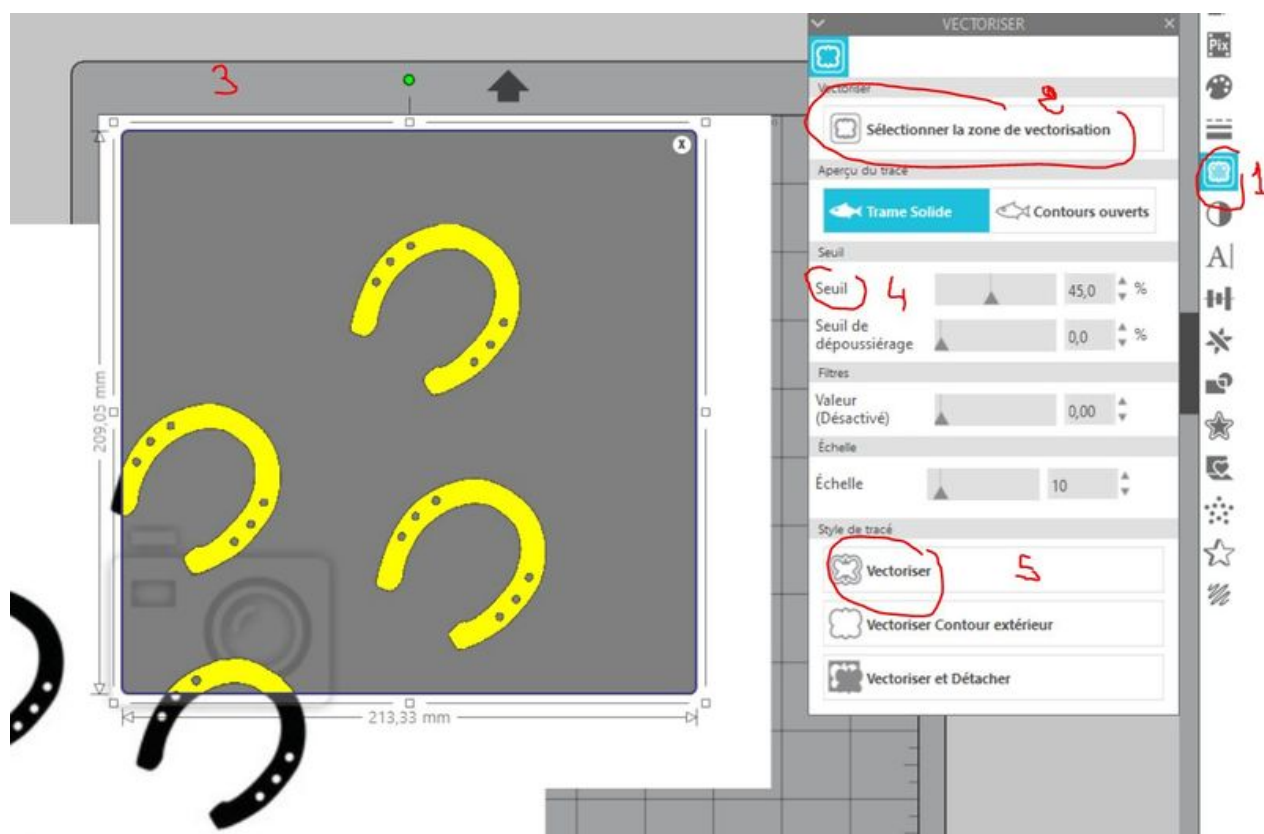 VECTORISER
Vectoriser
Sélectionner la zone de vectorisation
Aperçu du tracé
Trame Solide
Contours ouverts
Seuil
Seuil
45,0
%
Seuil de
dépoussiérage
0,0
%
Filtres
Valeur
(Désactivé)
0,00
Échelle
Échelle
10
Style de tracé
Vectoriser
Vectoriser Contour extérieur
Vectoriser et Détacher
Pix
A
X
209,05 mm
213,33 mm
1
2
3
4
5